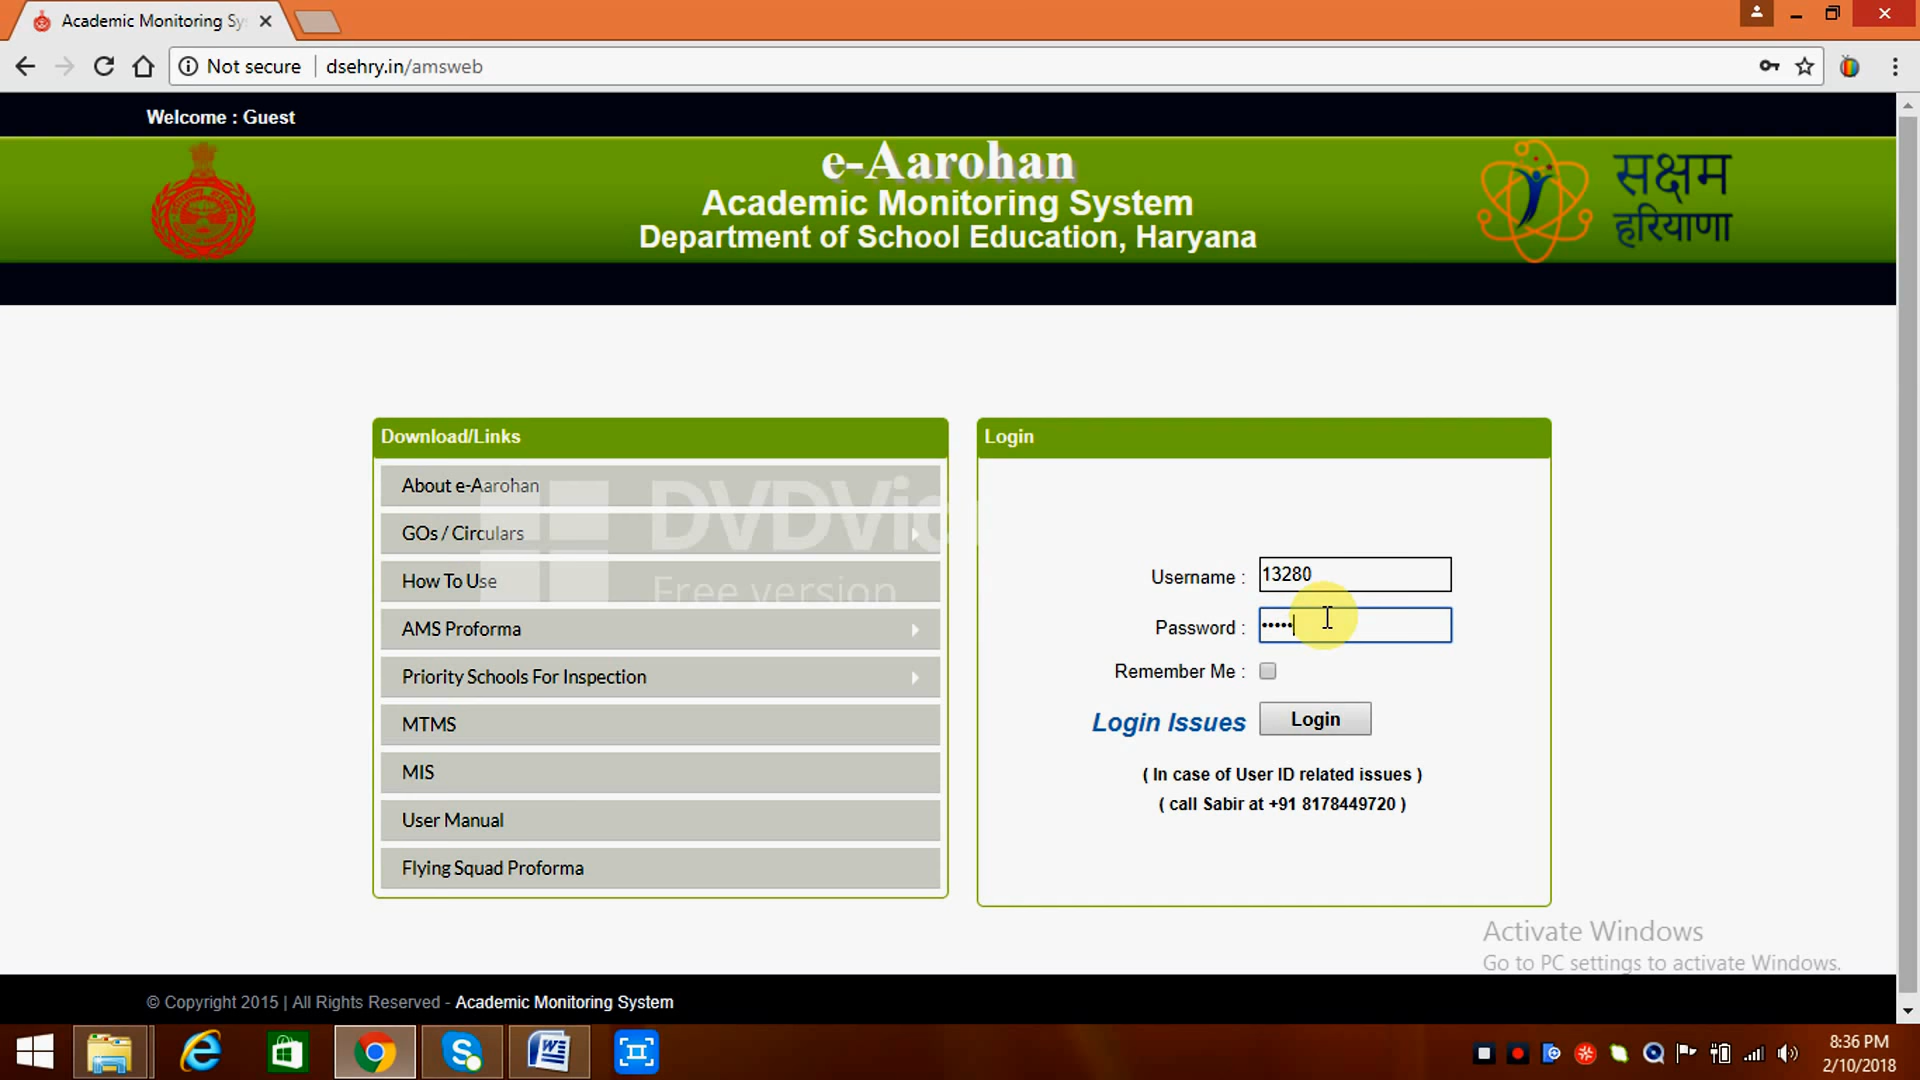 Academic Monitoring Sy
Not secure
dsehry.in/amsweb
Welcome : Guest
e-Aarohan
Academic Monitoring System
Department of School Education, Haryana
सक्षम
हरियाणा
Download/Links
About e-Aarohan
GOs / Circulars
How To Use
AMS Proforma
Priority Schools For Inspection
MTMS
MIS
User Manual
Flying Squad Proforma
DVDVi
Free version
Login
Username :
13280
Password :
•••••
Remember Me :
Login Issues
Login
( In case of User ID related issues )
( call Sabir at +91 8178449720 )
Activate Windows
Go to PC settings to activate Windows.
© Copyright 2015 | All Rights Reserved - Academic Monitoring System
8:36 PM
2/10/2018